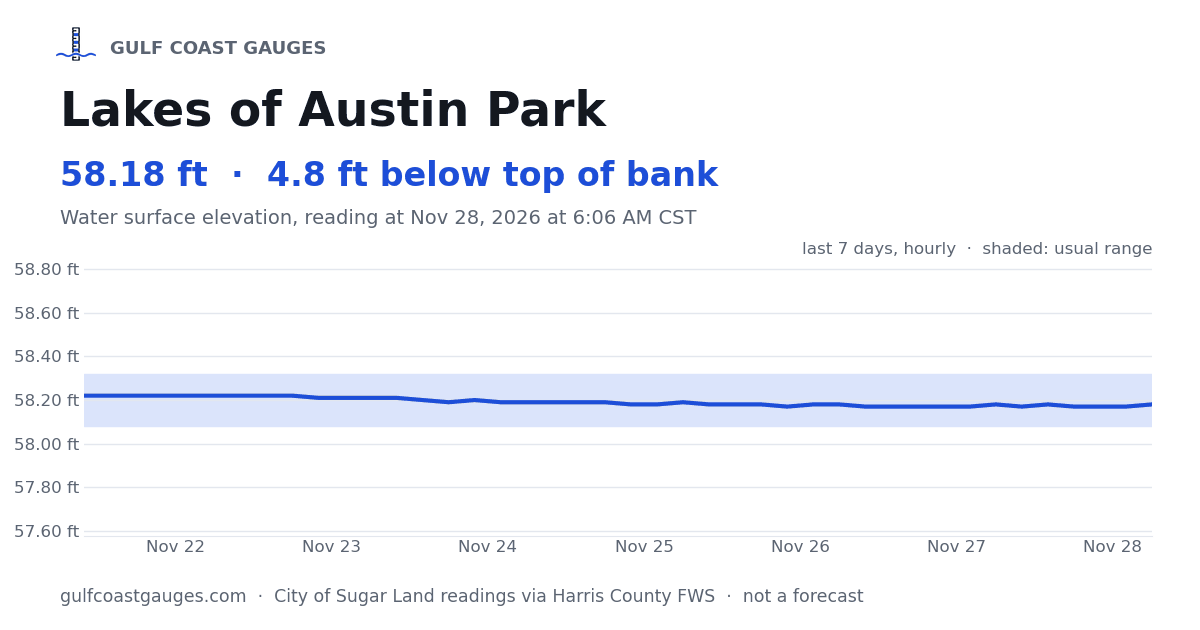 GULF COAST GAUGES
Lakes of Austin Park
58.18 ft · 4.8 ft below top of bank
Water surface elevation, reading at Nov 28, 2026 at 6:06 AM CST
last 7 days, hourly · shaded: usual range
58.80 ft
58.60 ft
58.40 ft
58.20 ft
58.00 ft
57.80 ft
57.60 ft
Nov 22 Nov 23 Nov 24 Nov 25 Nov 26 Nov 27 Nov 28
gulfcoastgauges.com · City of Sugar Land readings via Harris County FWS · not a forecast